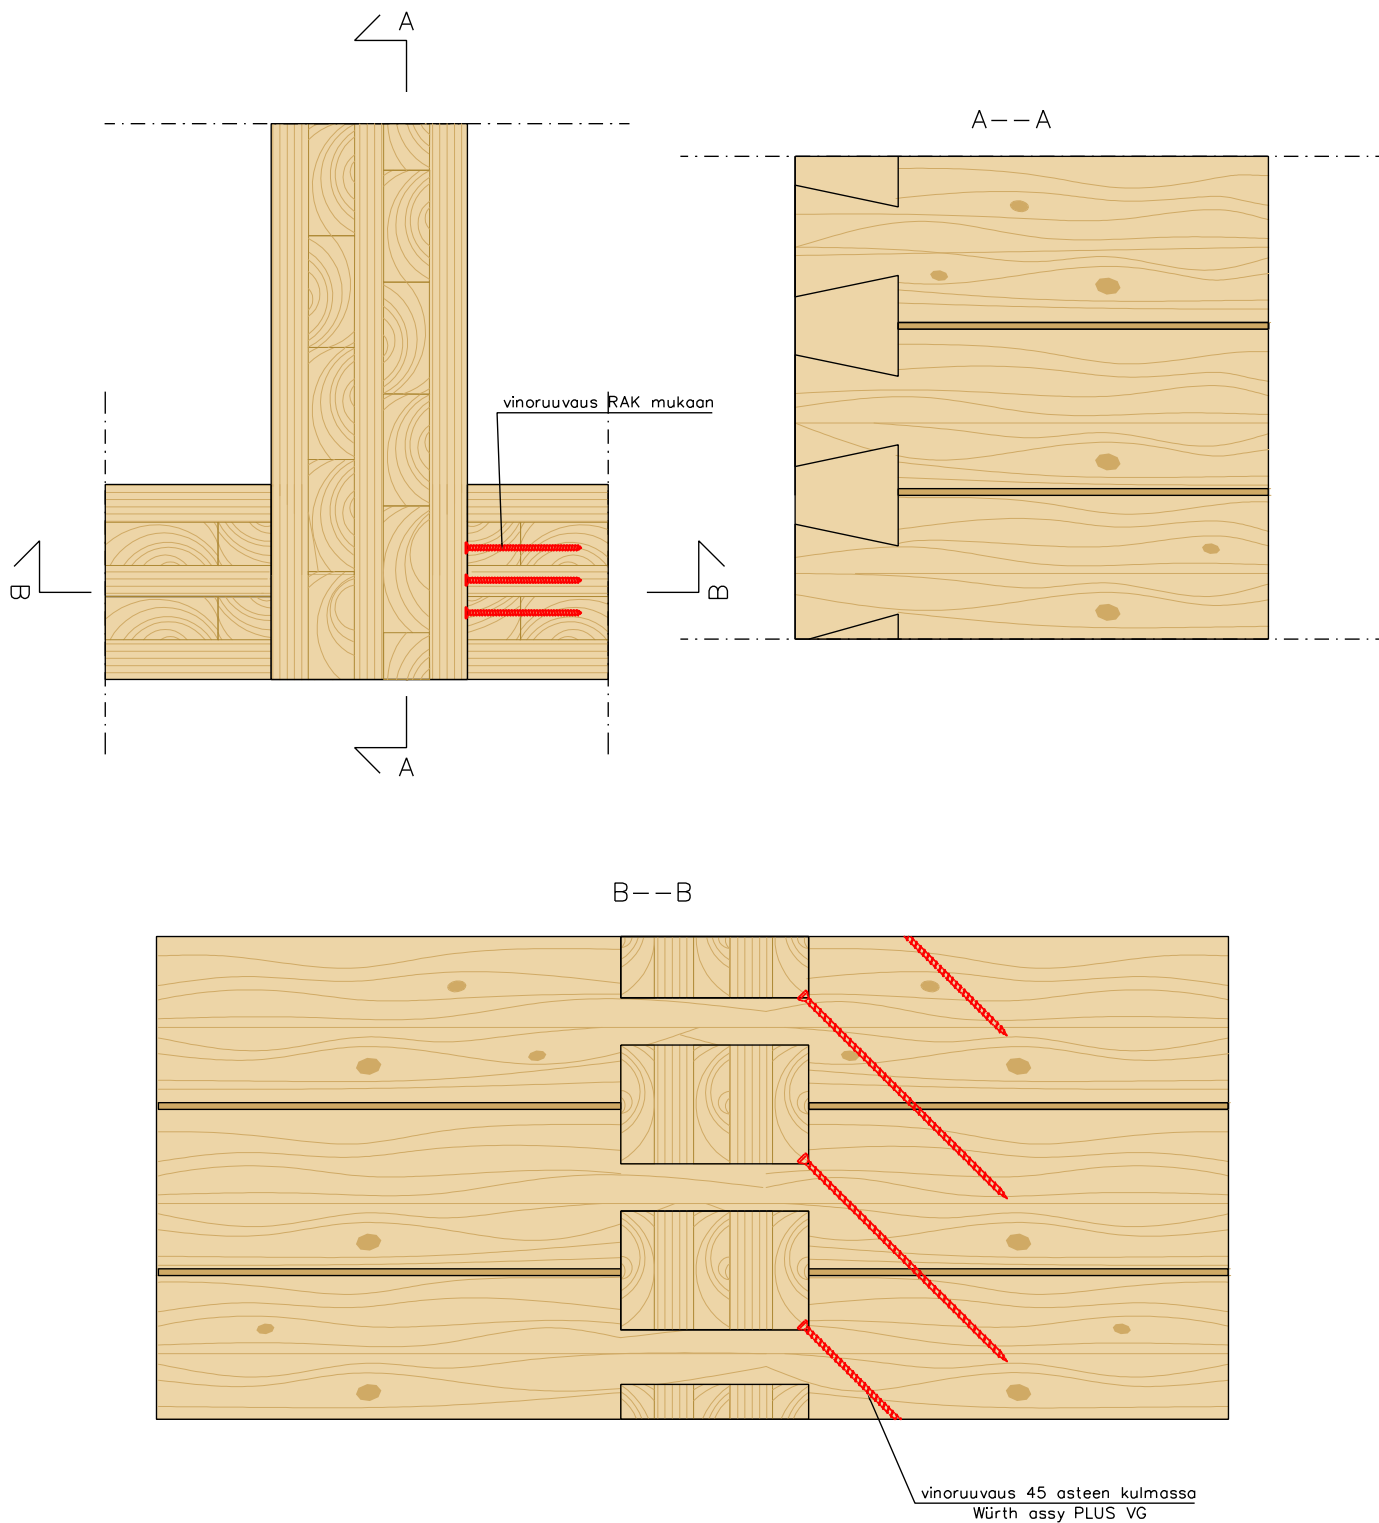 A
A--A
vinoruuvaus RAK mukaan
B
B
A
B--B
vinoruuvaus 45 asteen kulmassa
Würth assy PLUS VG